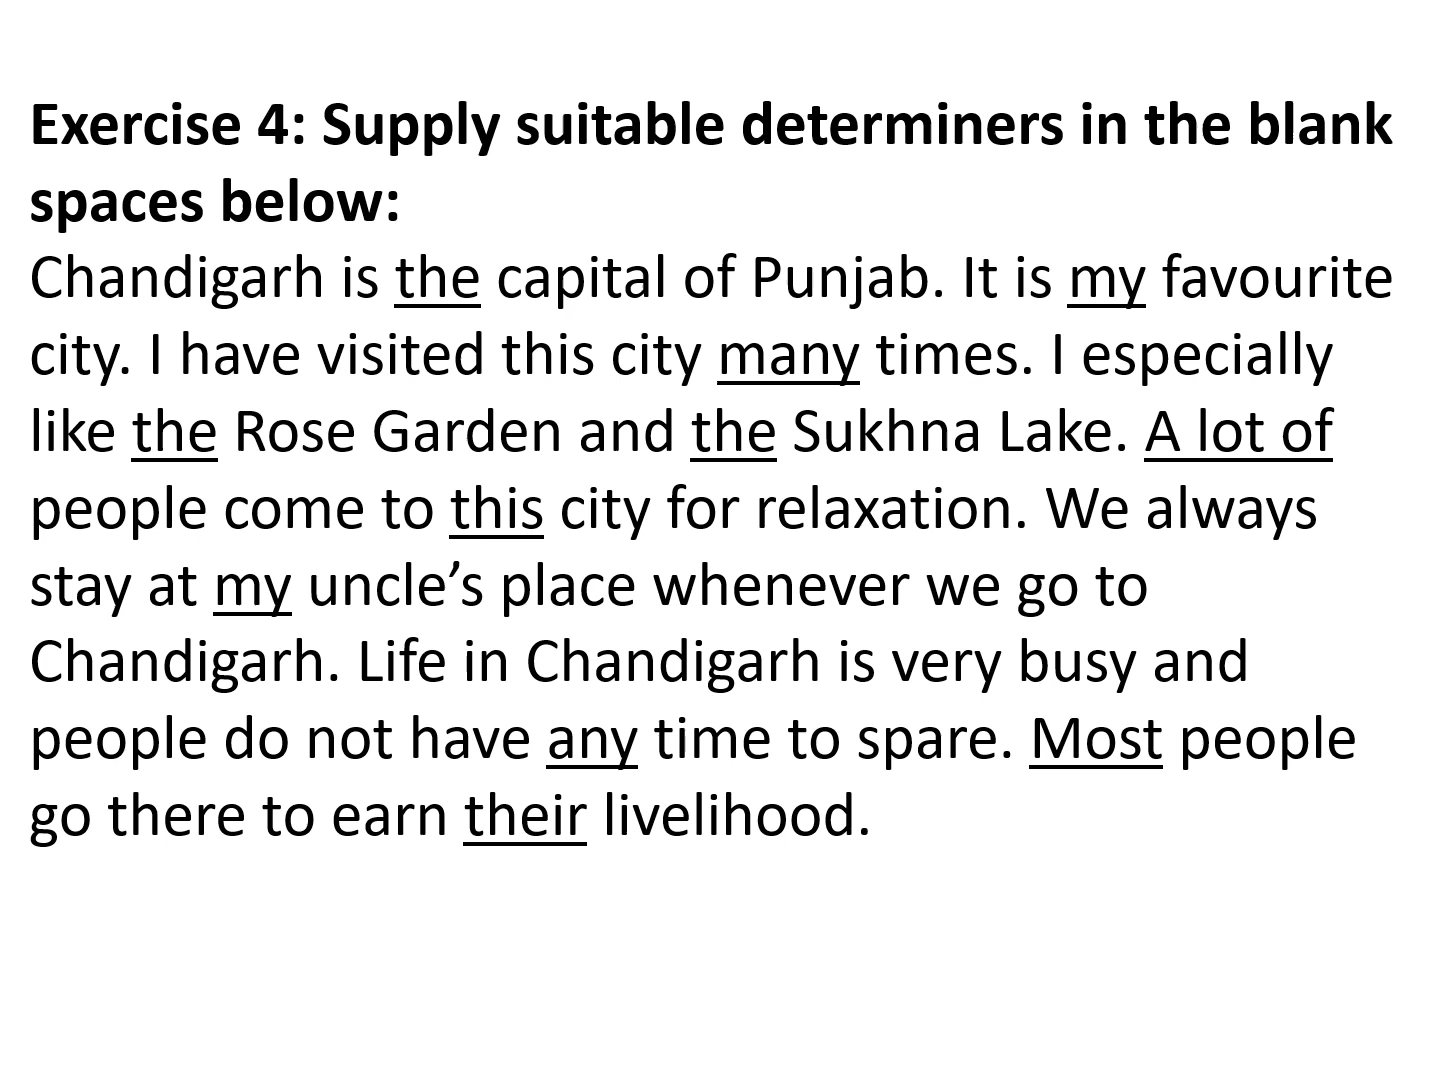 Exercise 4: Supply suitable determiners in the blank
spaces below:
Chandigarh is the capital of Punjab. It is my favourite
city. I have visited this city many times. I especially
like the Rose Garden and the Sukhna Lake. A lot of
people come to this city for relaxation. We always
stay at my uncle’s place whenever we go to
Chandigarh. Life in Chandigarh is very busy and
people do not have any time to spare. Most people
go there to earn their livelihood.